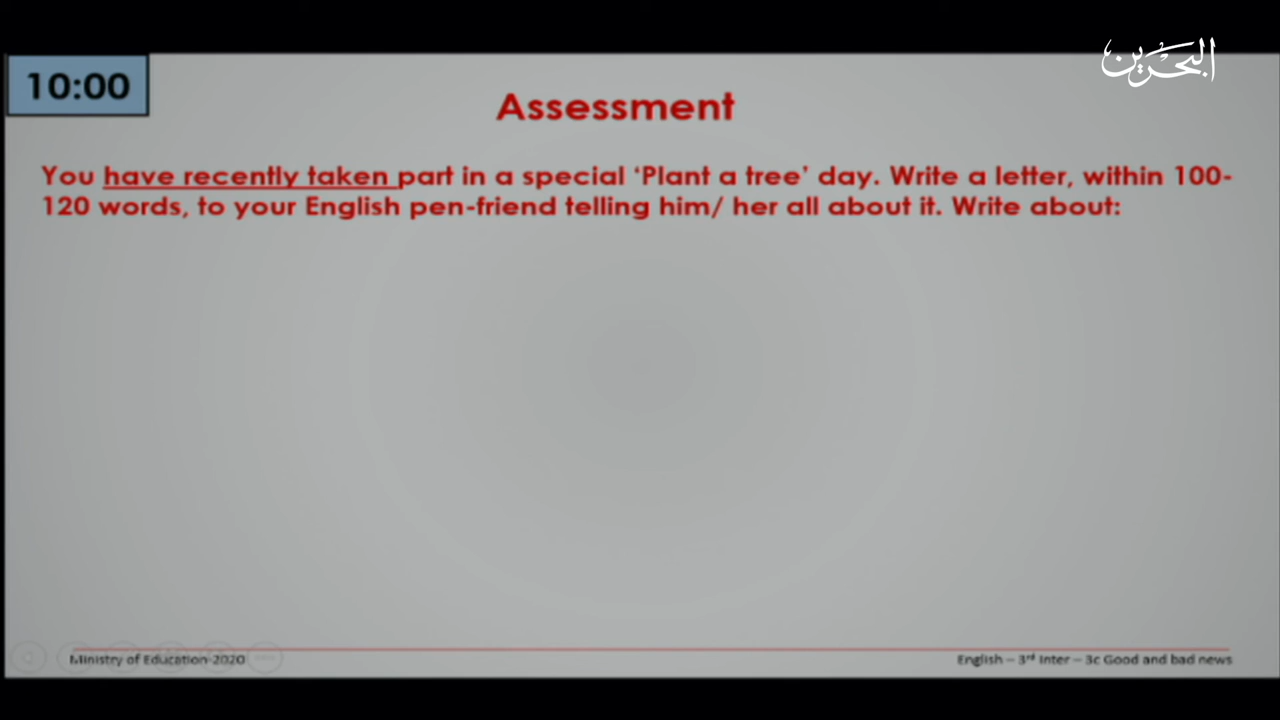 البحرين
10:00
Assessment
You have recently taken part in a special ‘Plant a tree’ day. Write a letter, within 100-
120 words, to your English pen-friend telling him/ her all about it. Write about:
Ministry of Education-2020
English – 3rd Inter – 3c Good and bad news